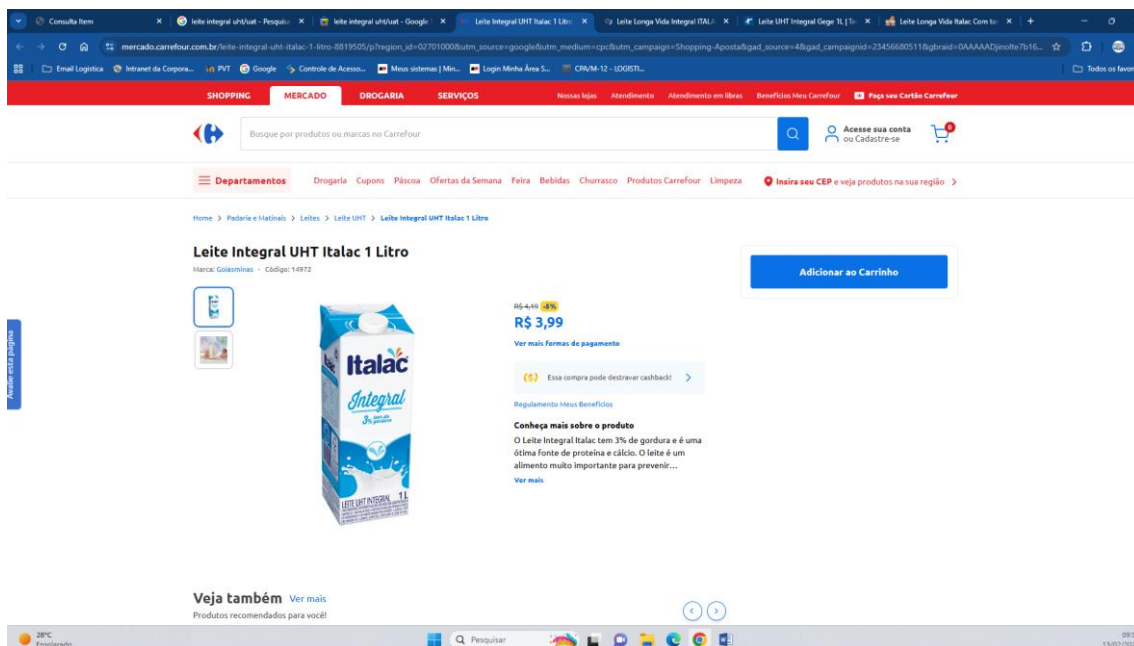 Consulta Item
leite integral uht/uat - Pesquisa
leite integral uht/uat - Google
Leite Integral UHT Italac 1 Litro
Leite Longa Vida Integral ITAL
Leite UHT Integral Gege 1L | Te
Leite Longa Vida Italac Com ta
mercado.carrefour.com.br/leite-integral-uht-italac-1-litro-8819505/p?region_id=02701000&utm_source=google&utm_medium=cpc&utm_campaign=Shopping-Aposta&gad_source=4&gad_campaignid=23456680511&gbraid=0AAAAADjinolte7b16...
Email Logistica
Intranet da Corpora...
PVT
Google
Controle de Acesso...
Meus sistemas | Min...
Login Minha Área S...
CPA/M-12 - LOGISTI...
Todos os favor
SHOPPING MERCADO DROGARIA SERVIÇOS
Nossas lojas Atendimento Atendimento em libras Benefícios Meu Carrefour Faça seu Cartão Carrefour
Busque por produtos ou marcas no Carrefour
Acesse sua conta
ou Cadastre-se
0
Departamentos
Drogaria Cupons Páscoa Ofertas da Semana Feira Bebidas Churrasco Produtos Carrefour Limpeza
Insira seu CEP e veja produtos na sua região
Home > Padaria e Matinais > Leites > Leite UHT > Leite Integral UHT Italac 1 Litro
Leite Integral UHT Italac 1 Litro
Marca: Goiasminas - Código: 14972
Adicionar ao Carrinho
R$ 4,19 -8%
R$ 3,99
Ver mais formas de pagamento
Essa compra pode destravar cashback!
Regulamento Meus Benefícios
Conheça mais sobre o produto
O Leite Integral Italac tem 3% de gordura e é uma
ótima fonte de proteína e cálcio. O leite é um
alimento muito importante para prevenir...
Ver mais
Italac
Integral
3% teor de gordura
LEITE UHT INTEGRAL 1L
Avalie esta página
Veja também Ver mais
Produtos recomendados para você!
28°C
Ensolarado
Pesquisar